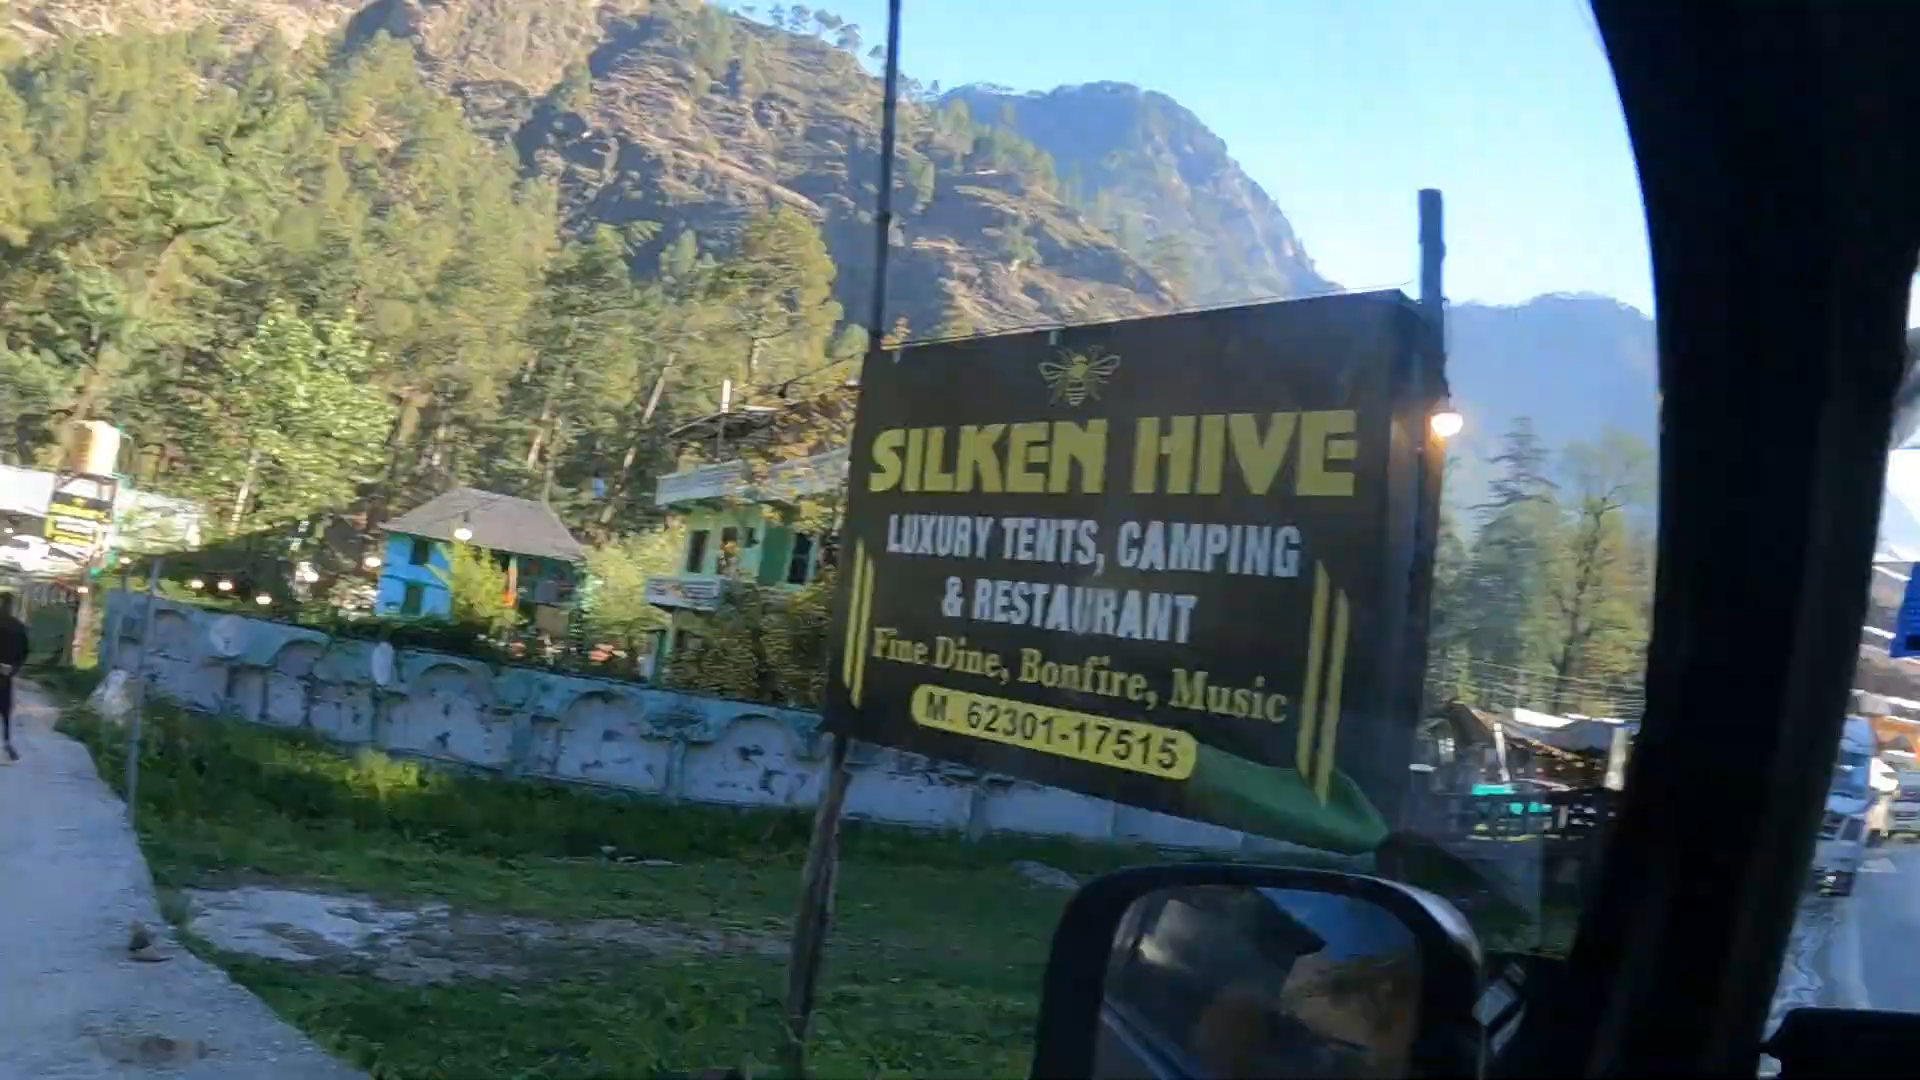 SILKEN HIVE
LUXURY TENTS, CAMPING
& RESTAURANT
Fine Dine, Bonfire, Music
M. 62301-17515